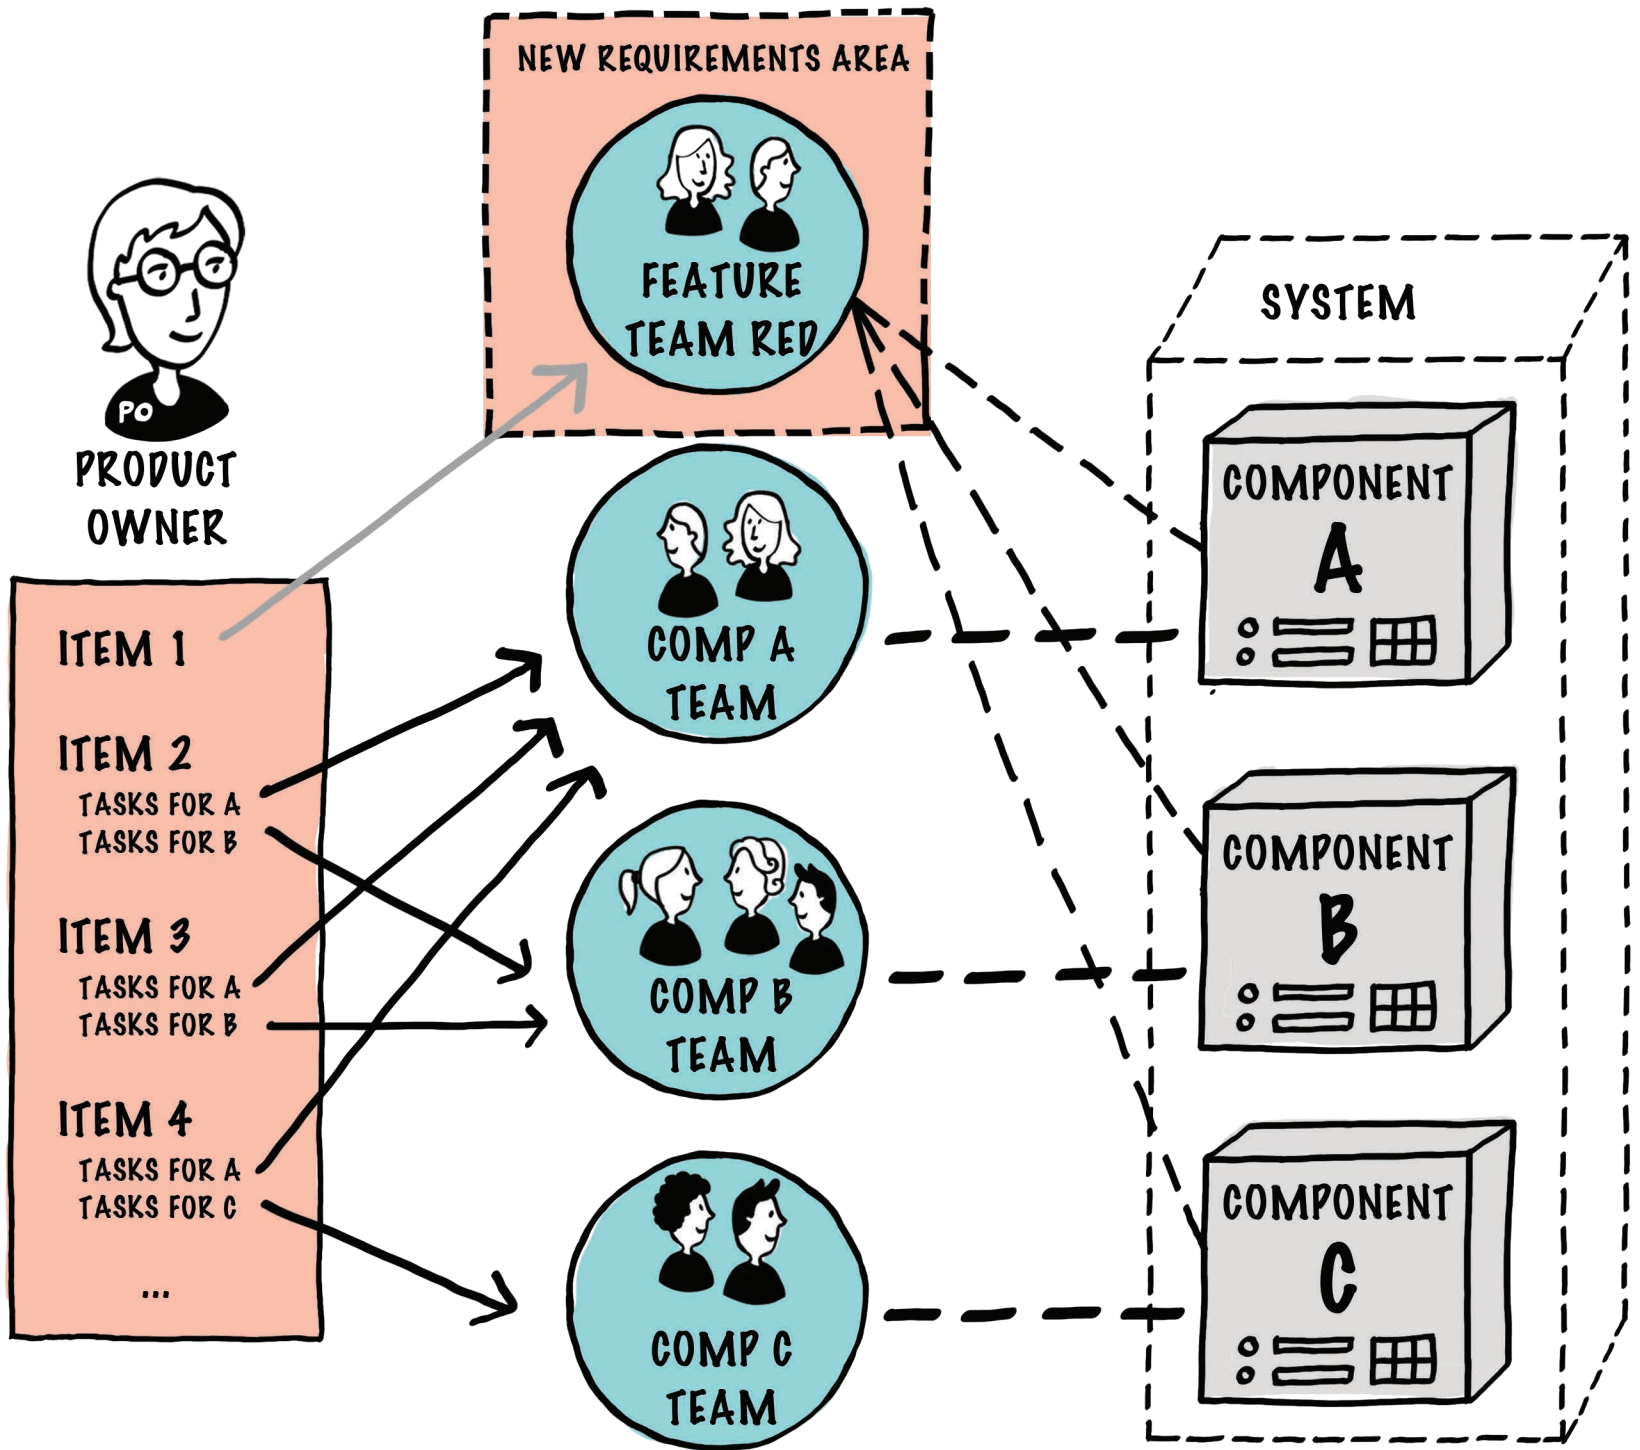 NEW REQUIREMENTS AREA
FEATURE
TEAM RED
PO
PRODUCT
OWNER
ITEM 1
ITEM 2
TASKS FOR A
TASKS FOR B
ITEM 3
TASKS FOR A
TASKS FOR B
ITEM 4
TASKS FOR A
TASKS FOR C
...
COMP A
TEAM
COMP B
TEAM
COMP C
TEAM
SYSTEM
COMPONENT
A
COMPONENT
B
COMPONENT
C